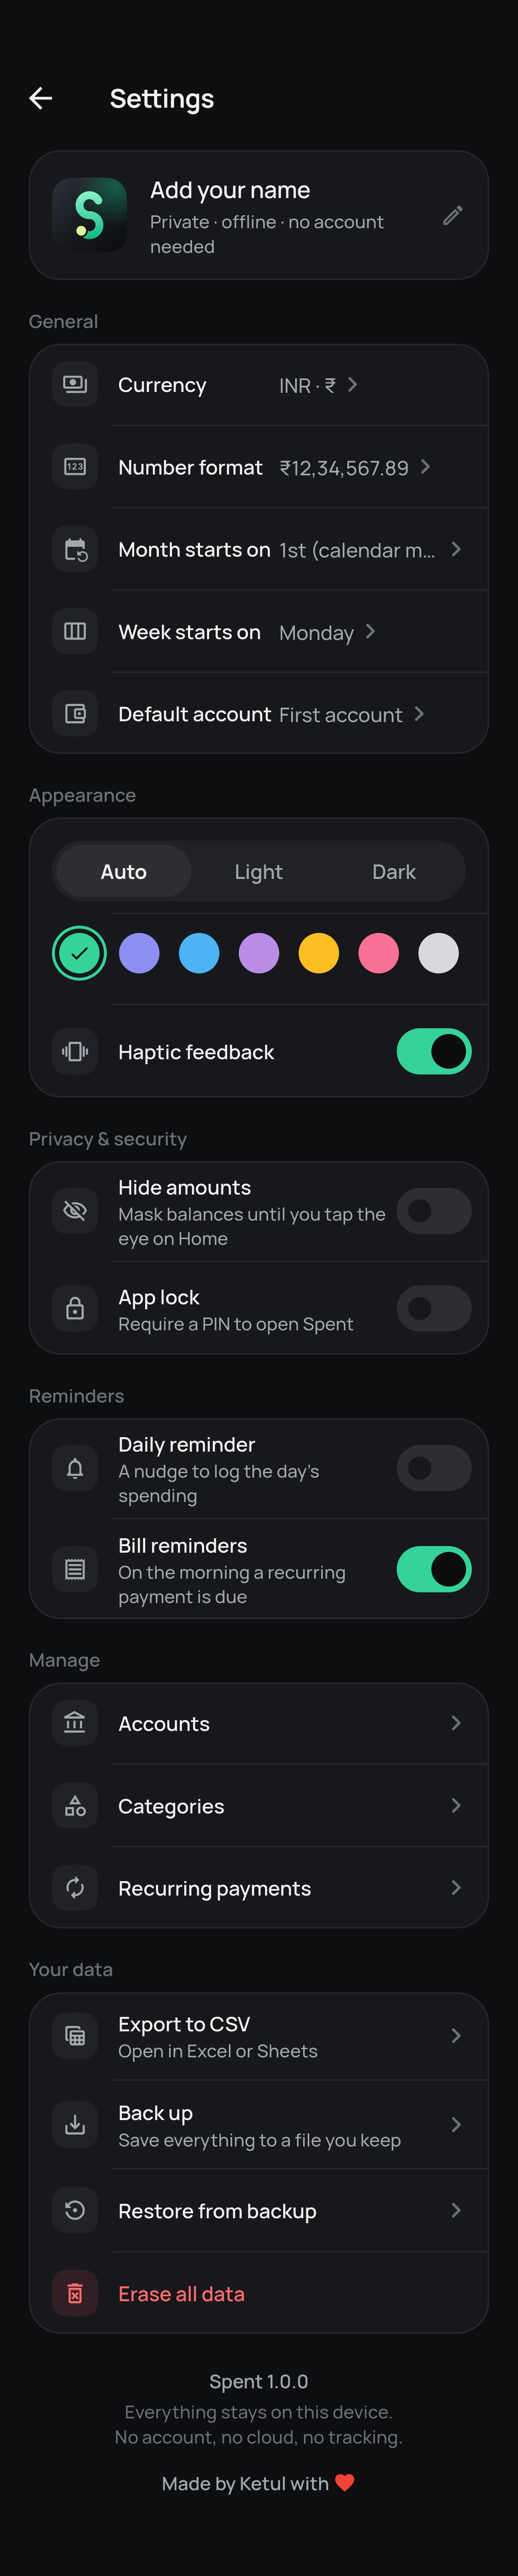 Settings
Add your name
Private · offline · no account
needed
General
Currency INR · ₹
123
Number format ₹12,34,567.89
Month starts on 1st (calendar m...
Week starts on Monday
Default account First account
Appearance
Auto Light Dark
Haptic feedback
Privacy & security
Hide amounts
Mask balances until you tap the
eye on Home
App lock
Require a PIN to open Spent
Reminders
Daily reminder
A nudge to log the day's
spending
Bill reminders
On the morning a recurring
payment is due
Manage
Accounts
Categories
Recurring payments
Your data
Export to CSV
Open in Excel or Sheets
Back up
Save everything to a file you keep
Restore from backup
Erase all data
Spent 1.0.0
Everything stays on this device.
No account, no cloud, no tracking.
Made by Ketul with ❤️